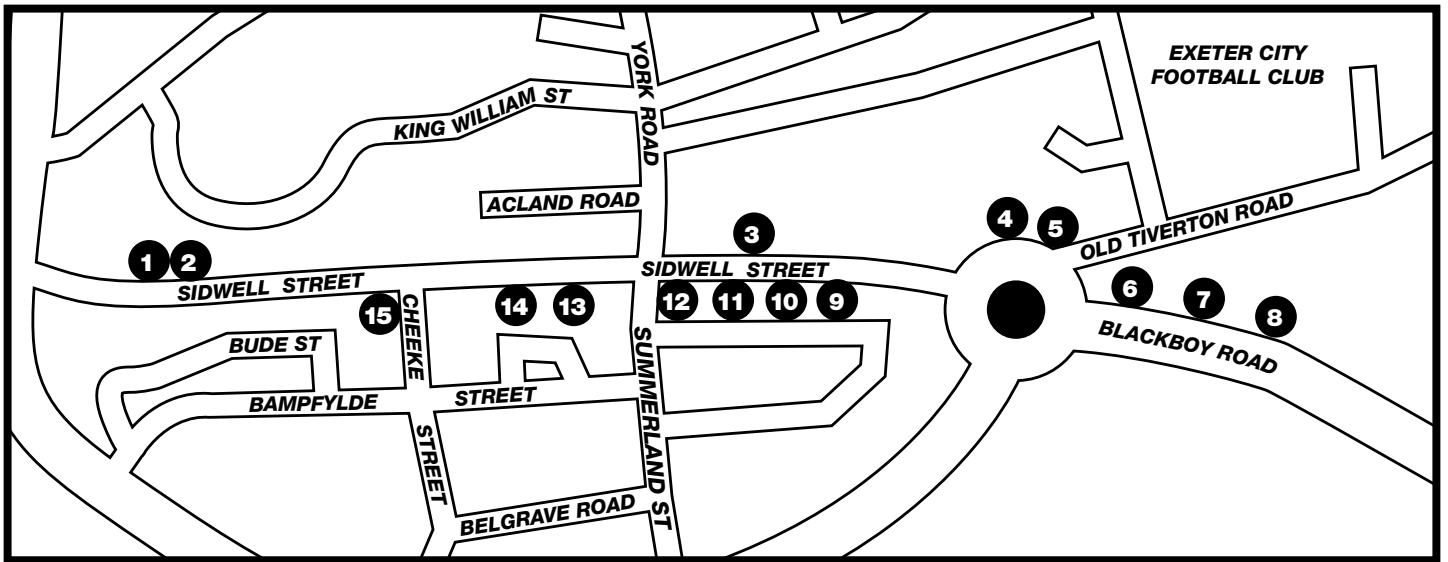 EXETER CITY
FOOTBALL CLUB
YORK ROAD
KING WILLIAM ST
ACLAND ROAD
4
5
3
OLD TIVERTON ROAD
1
2
SIDWELL STREET
SIDWELL STREET
6
7
8
15
CHEEKE
STREET
14
13
12
11
10
9
BLACKBOY ROAD
SUMMERLAND ST
BUDE ST
BAMPFYLDE
STREET
BELGRAVE ROAD